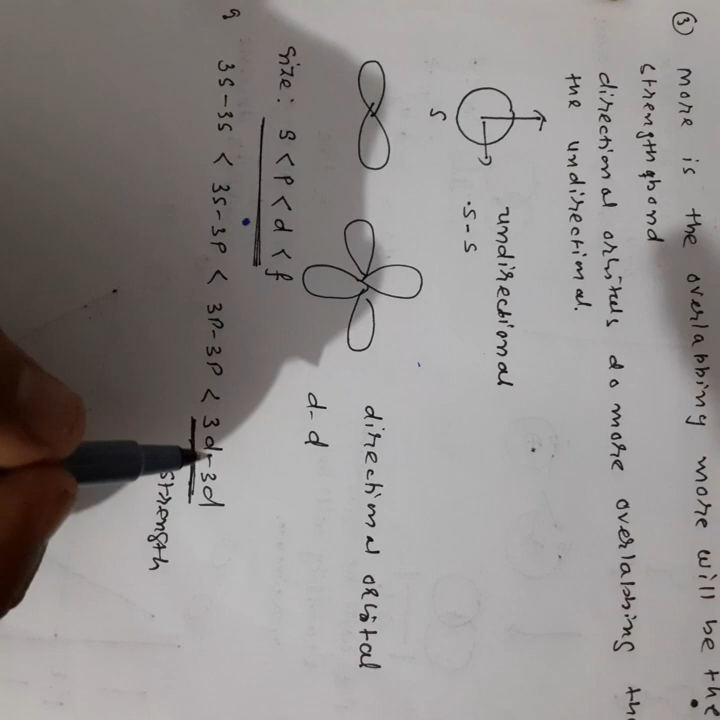 ③ more is the overlapping more will be the
strength of bond
directional orbitals do more overlapping th
the undirectional.
undirectional
S
.S-S
directional orbital
d-d
Size: S < P < d < f
3S-3S < 3S-3P < 3P-3P < 3d-3d
strength